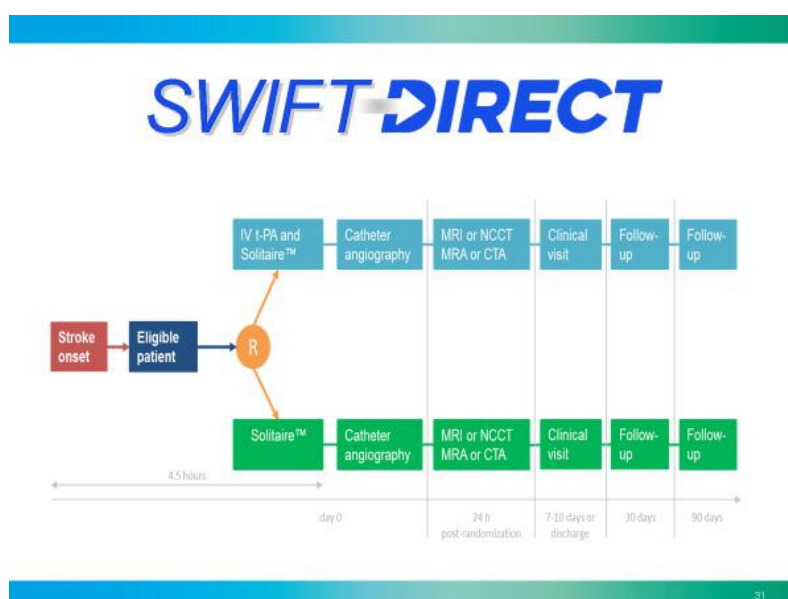 SWIFT DIRECT
IV t-PA and
Solitaire™
Catheter
angiography
MRI or NCCT
MRA or CTA
Clinical
visit
Follow-
up
Follow-
up
Stroke
onset
Eligible
patient
R
Solitaire™
Catheter
angiography
MRI or NCCT
MRA or CTA
Clinical
visit
Follow-
up
Follow-
up
4.5 hours
day 0
24 h
post-randomization
7-10 days or
discharge
30 days
90 days
31